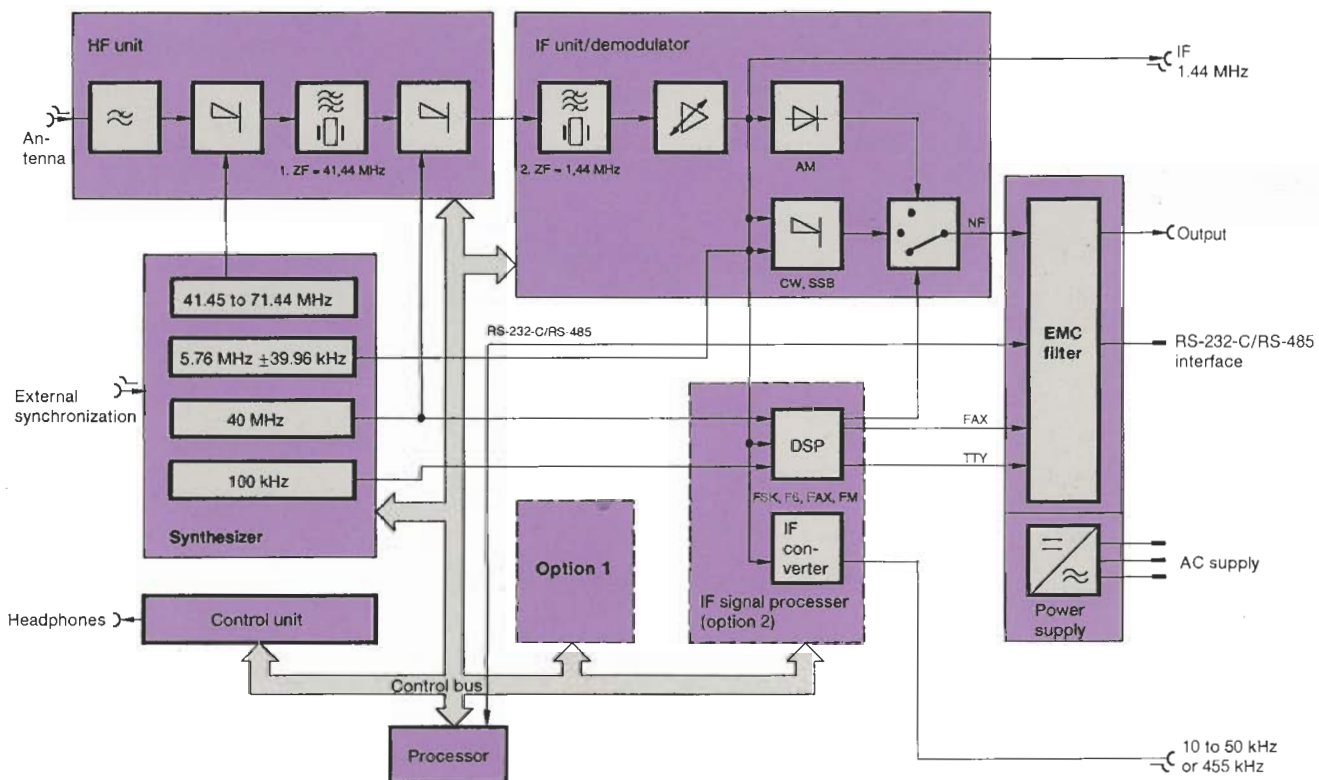 HF unit
IF unit/demodulator
IF
1.44 MHz
An-
tenna
1. ZF = 41,44 MHz
2. ZF = 1,44 MHz
AM
NF
Output
CW, SSB
41.45 to 71.44 MHz
5.76 MHz ±39.96 kHz
40 MHz
100 kHz
Synthesizer
External
synchronization
RS-232-C/RS-485
EMC
filter
RS-232-C/RS-485
interface
DSP
FAX
TTY
FSK, F6, FAX, FM
IF
con-
verter
IF signal processer
(option 2)
Option 1
AC supply
Power
supply
Headphones
Control unit
Control bus
Processor
10 to 50 kHz
or 455 kHz